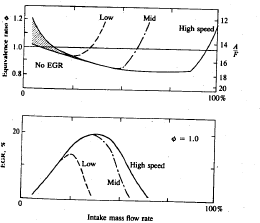 Low
Mid
High speed
12
1.2
14
A
F
1.0
16
No EGR
18
0.8
20
Equivalence ratio ϕ
0
100%
20
ϕ = 1.0
Low
High speed
10
Mid
EGR, %
0
100%
Intake mass flow rate